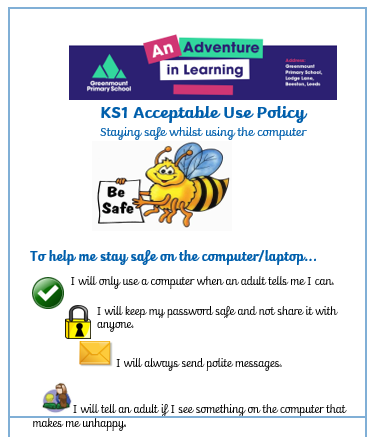 Greenmount
Primary School
An Adventure
in Learning
Address:
Greenmount
Primary School,
Lodge Lane,
Beeston, Leeds
KS1 Acceptable Use Policy
Staying safe whilst using the computer
Be
Safe
To help me stay safe on the computer/laptop...
I will only use a computer when an adult tells me I can.
I will keep my password safe and not share it with
anyone.
I will always send polite messages.
I will tell an adult if I see something on the computer that
makes me unhappy.